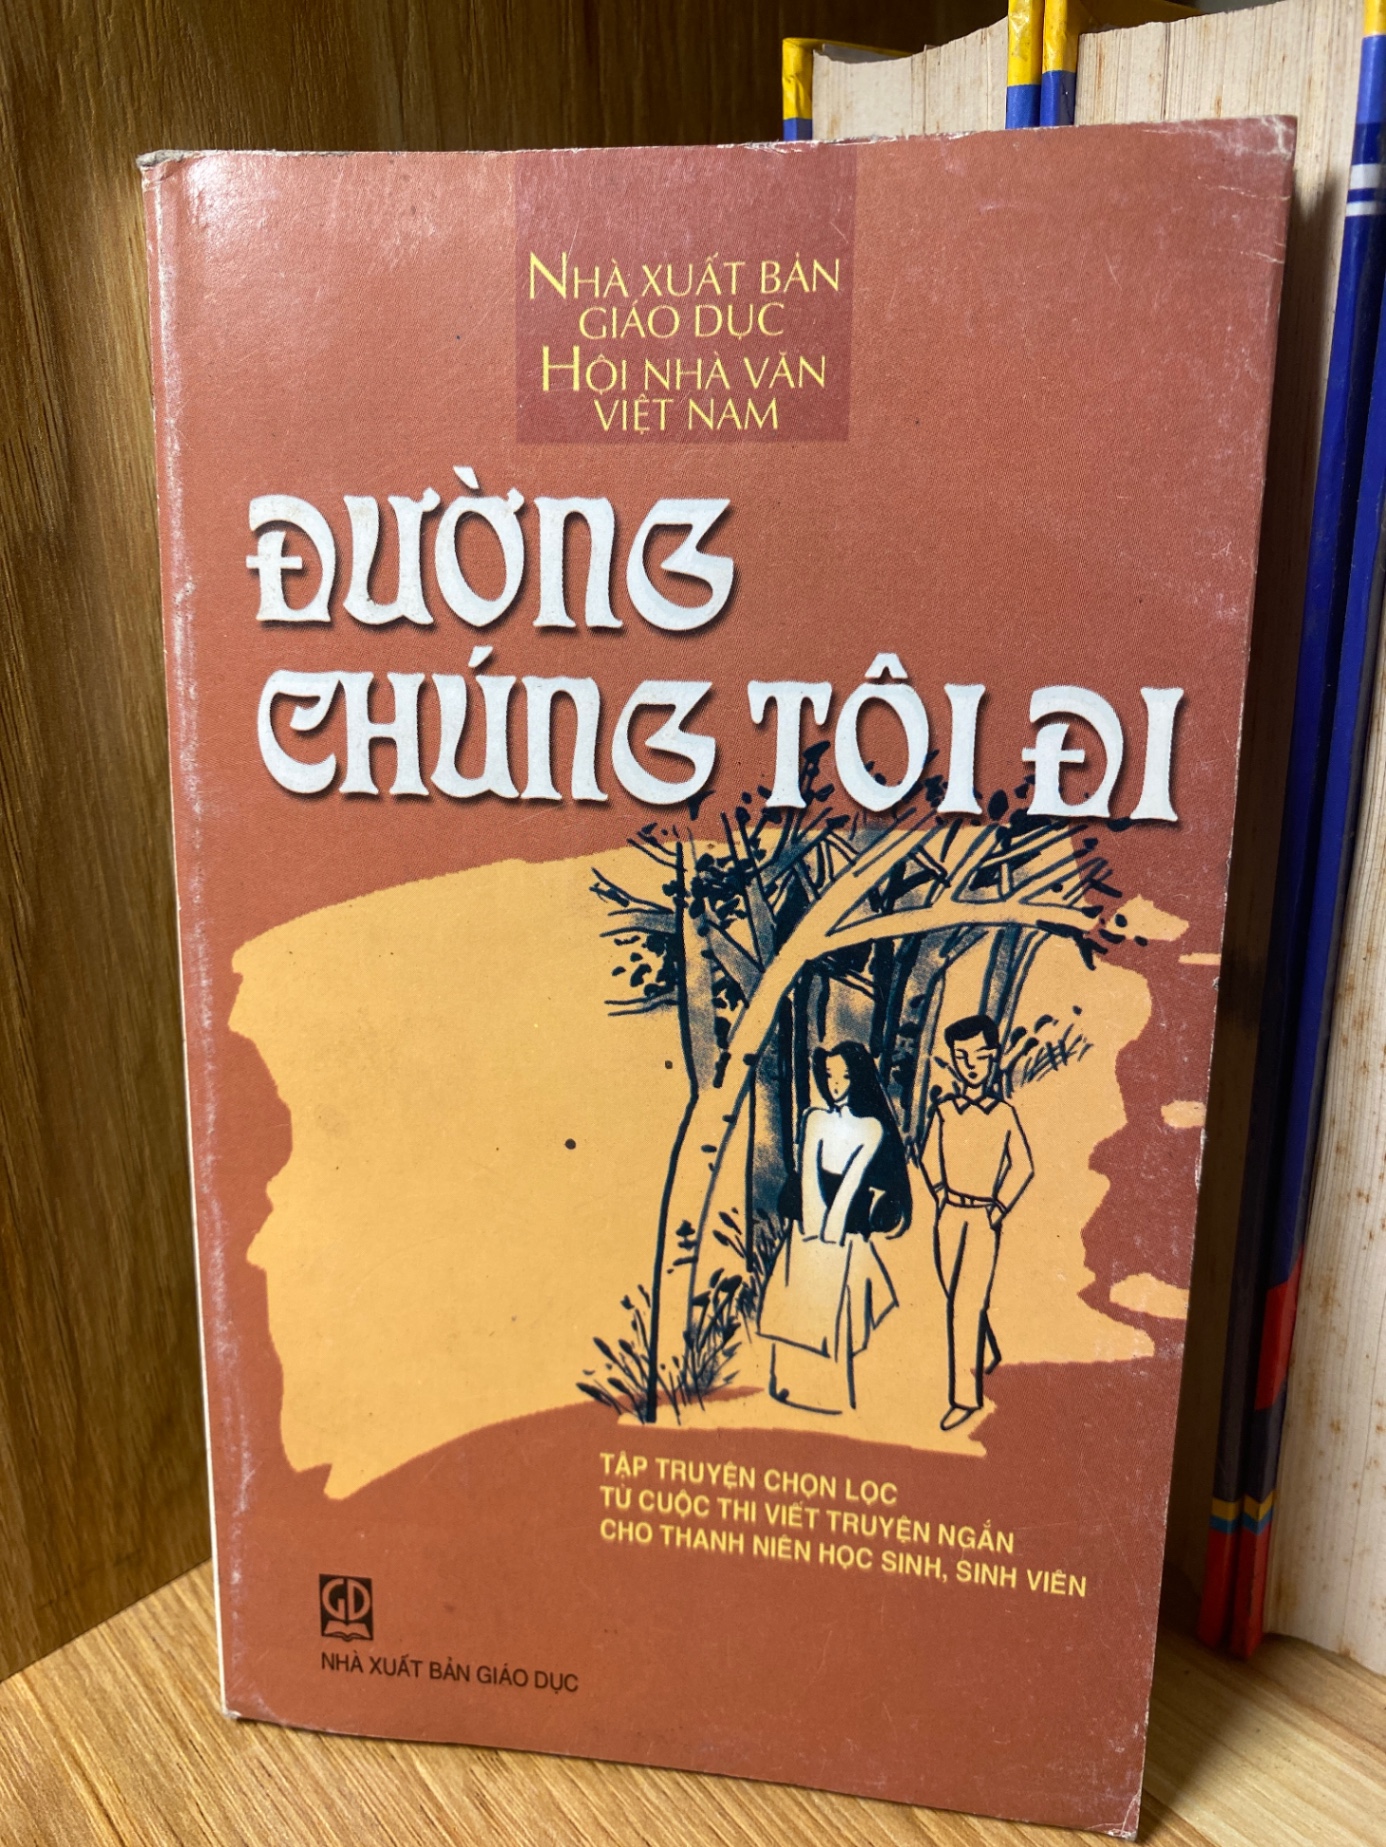 NHÀ XUẤT BẢN
GIÁO DỤC
HỘI NHÀ VĂN
VIỆT NAM
ĐƯỜNG
CHÚNG TÔI ĐI
TẬP TRUYỆN CHỌN LỌC
TỪ CUỘC THI VIẾT TRUYỆN NGẮN
CHO THANH NIÊN HỌC SINH, SINH VIÊN
GD
NHÀ XUẤT BẢN GIÁO DỤC